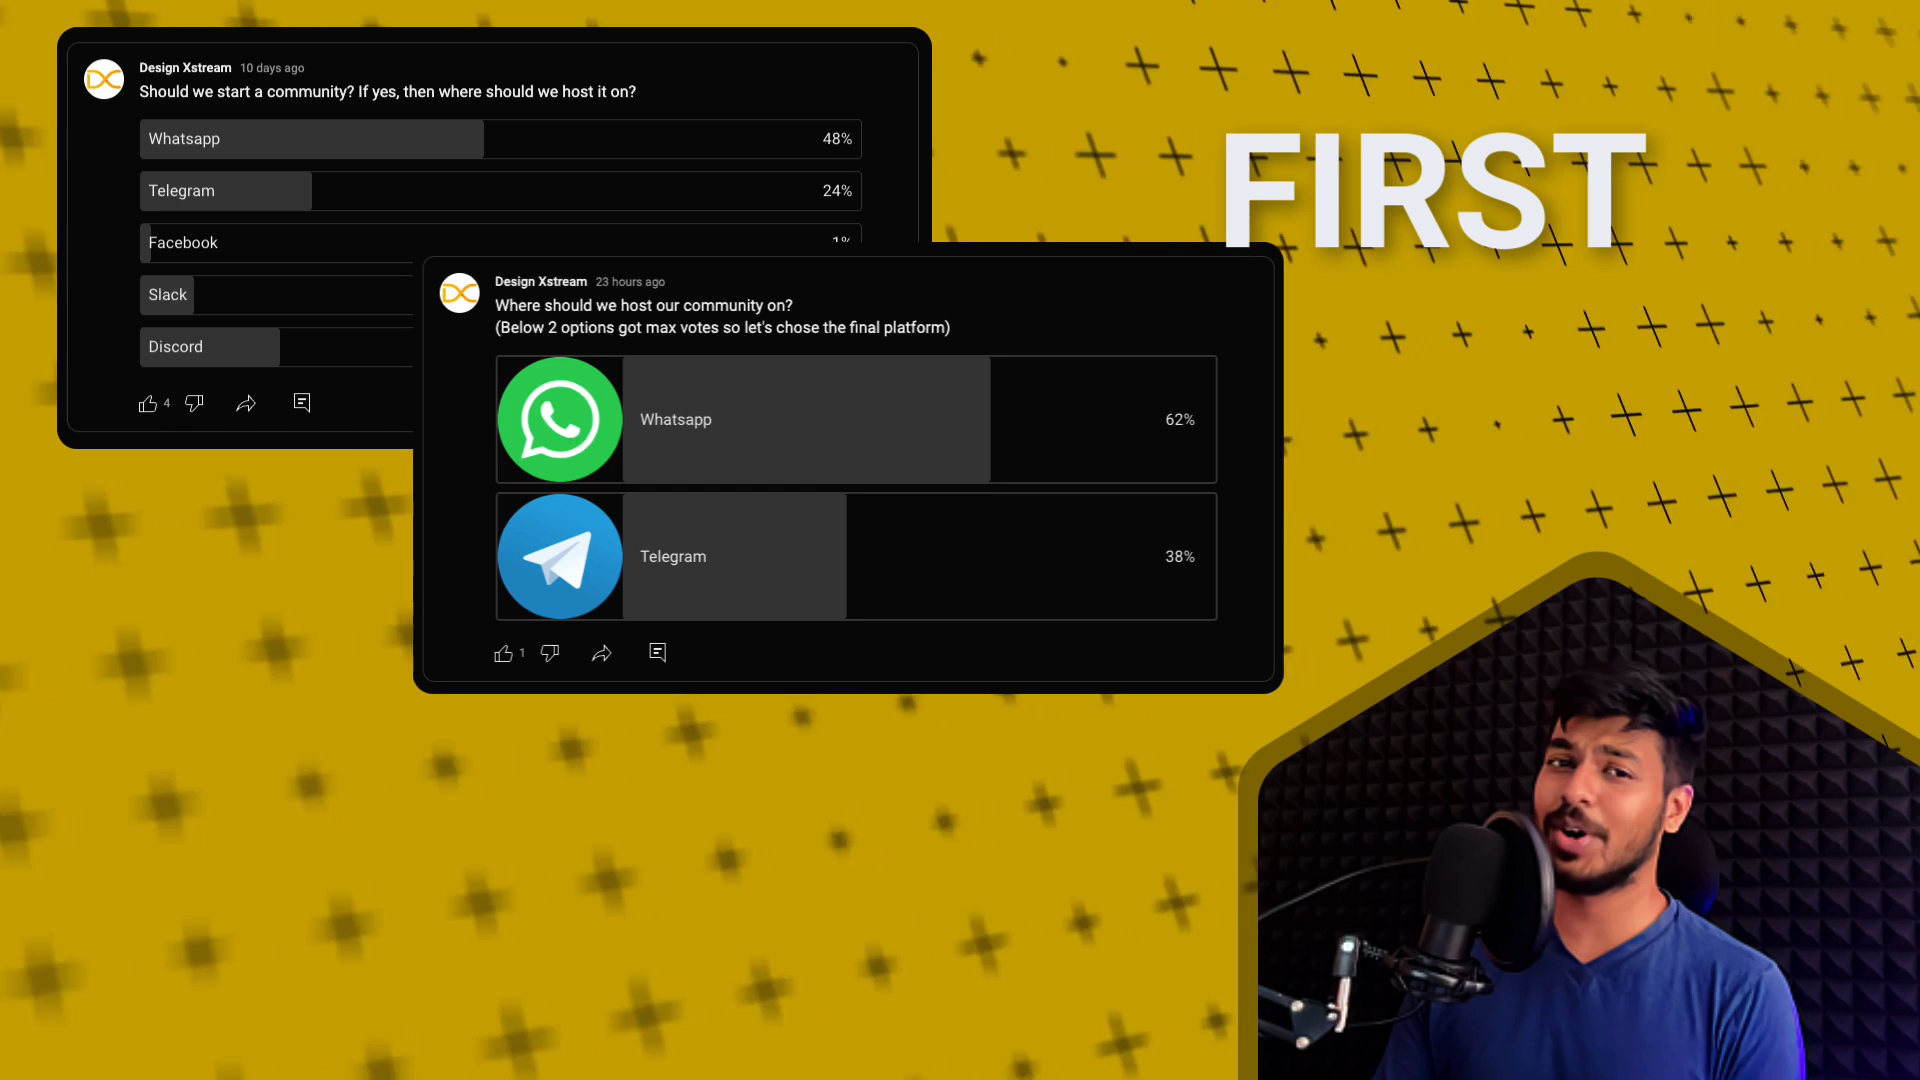 Design Xstream 10 days ago
Should we start a community? If yes, then where should we host it on?
Whatsapp 48%
Telegram 24%
Facebook 1%
Slack
Discord
4
FIRST
Design Xstream 23 hours ago
Where should we host our community on?
(Below 2 options got max votes so let's chose the final platform)
Whatsapp 62%
Telegram 38%
1